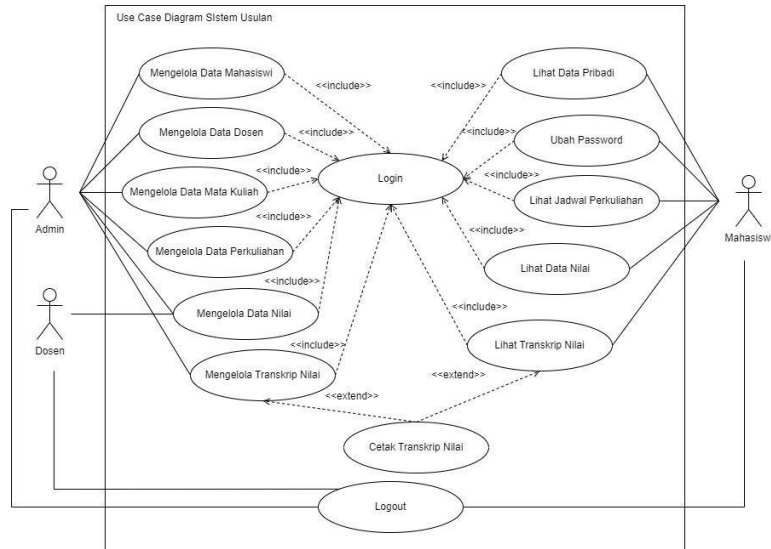 Use Case Diagram SIstem Usulan
Mengelola Data Mahasiswi
<<include>>
<<include>>
Lihat Data Pribadi
Mengelola Data Dosen
<<include>>
<<include>>
Ubah Password
Login
Mengelola Data Mata Kuliah
<<include>>
<<include>>
Lihat Jadwal Perkuliahan
Admin
Mahasiswi
<<include>>
Mengelola Data Perkuliahan
<<include>>
Lihat Data Nilai
<<include>>
Mengelola Data Nilai
<<include>>
Dosen
<<include>>
Lihat Transkrip Nilai
Mengelola Transkrip Nilai
<<extend>>
<<extend>>
Cetak Transkrip Nilai
Logout